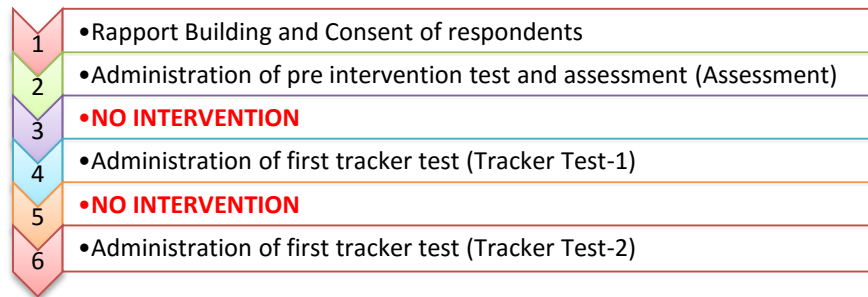 1 •Rapport Building and Consent of respondents
2 •Administration of pre intervention test and assessment (Assessment)
3 •NO INTERVENTION
4 •Administration of first tracker test (Tracker Test-1)
5 •NO INTERVENTION
6 •Administration of first tracker test (Tracker Test-2)